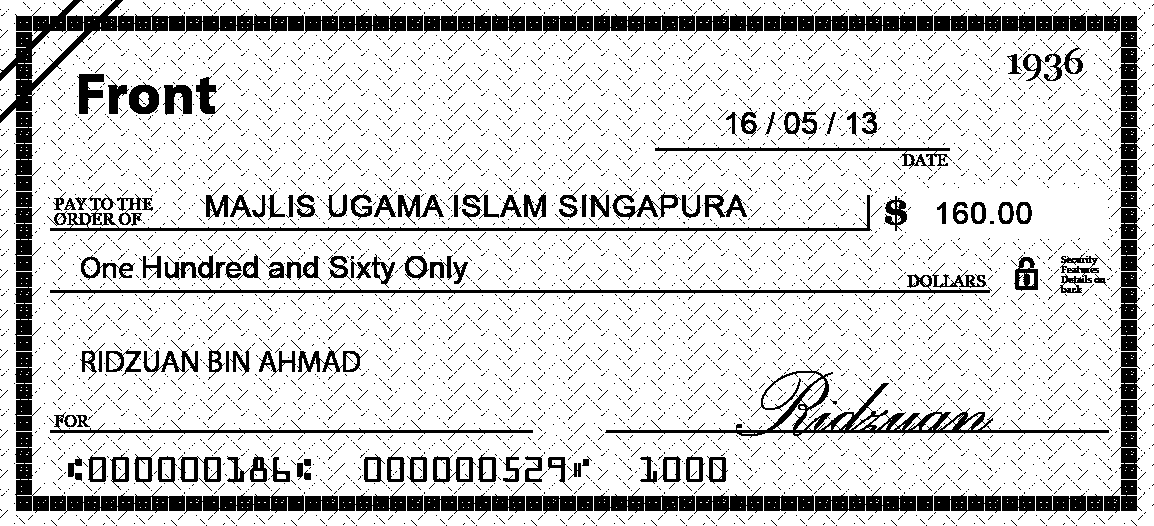 1936
Front
16 / 05 / 13
DATE
PAY TO THE
ORDER OF
MAJLIS UGAMA ISLAM SINGAPURA
$ 160.00
One Hundred and Sixty Only
DOLLARS
Security
Features
Details on
back
RIDZUAN BIN AHMAD
FOR
Ridzuan
⑆000000186⑆ 000000529⑈ 1000